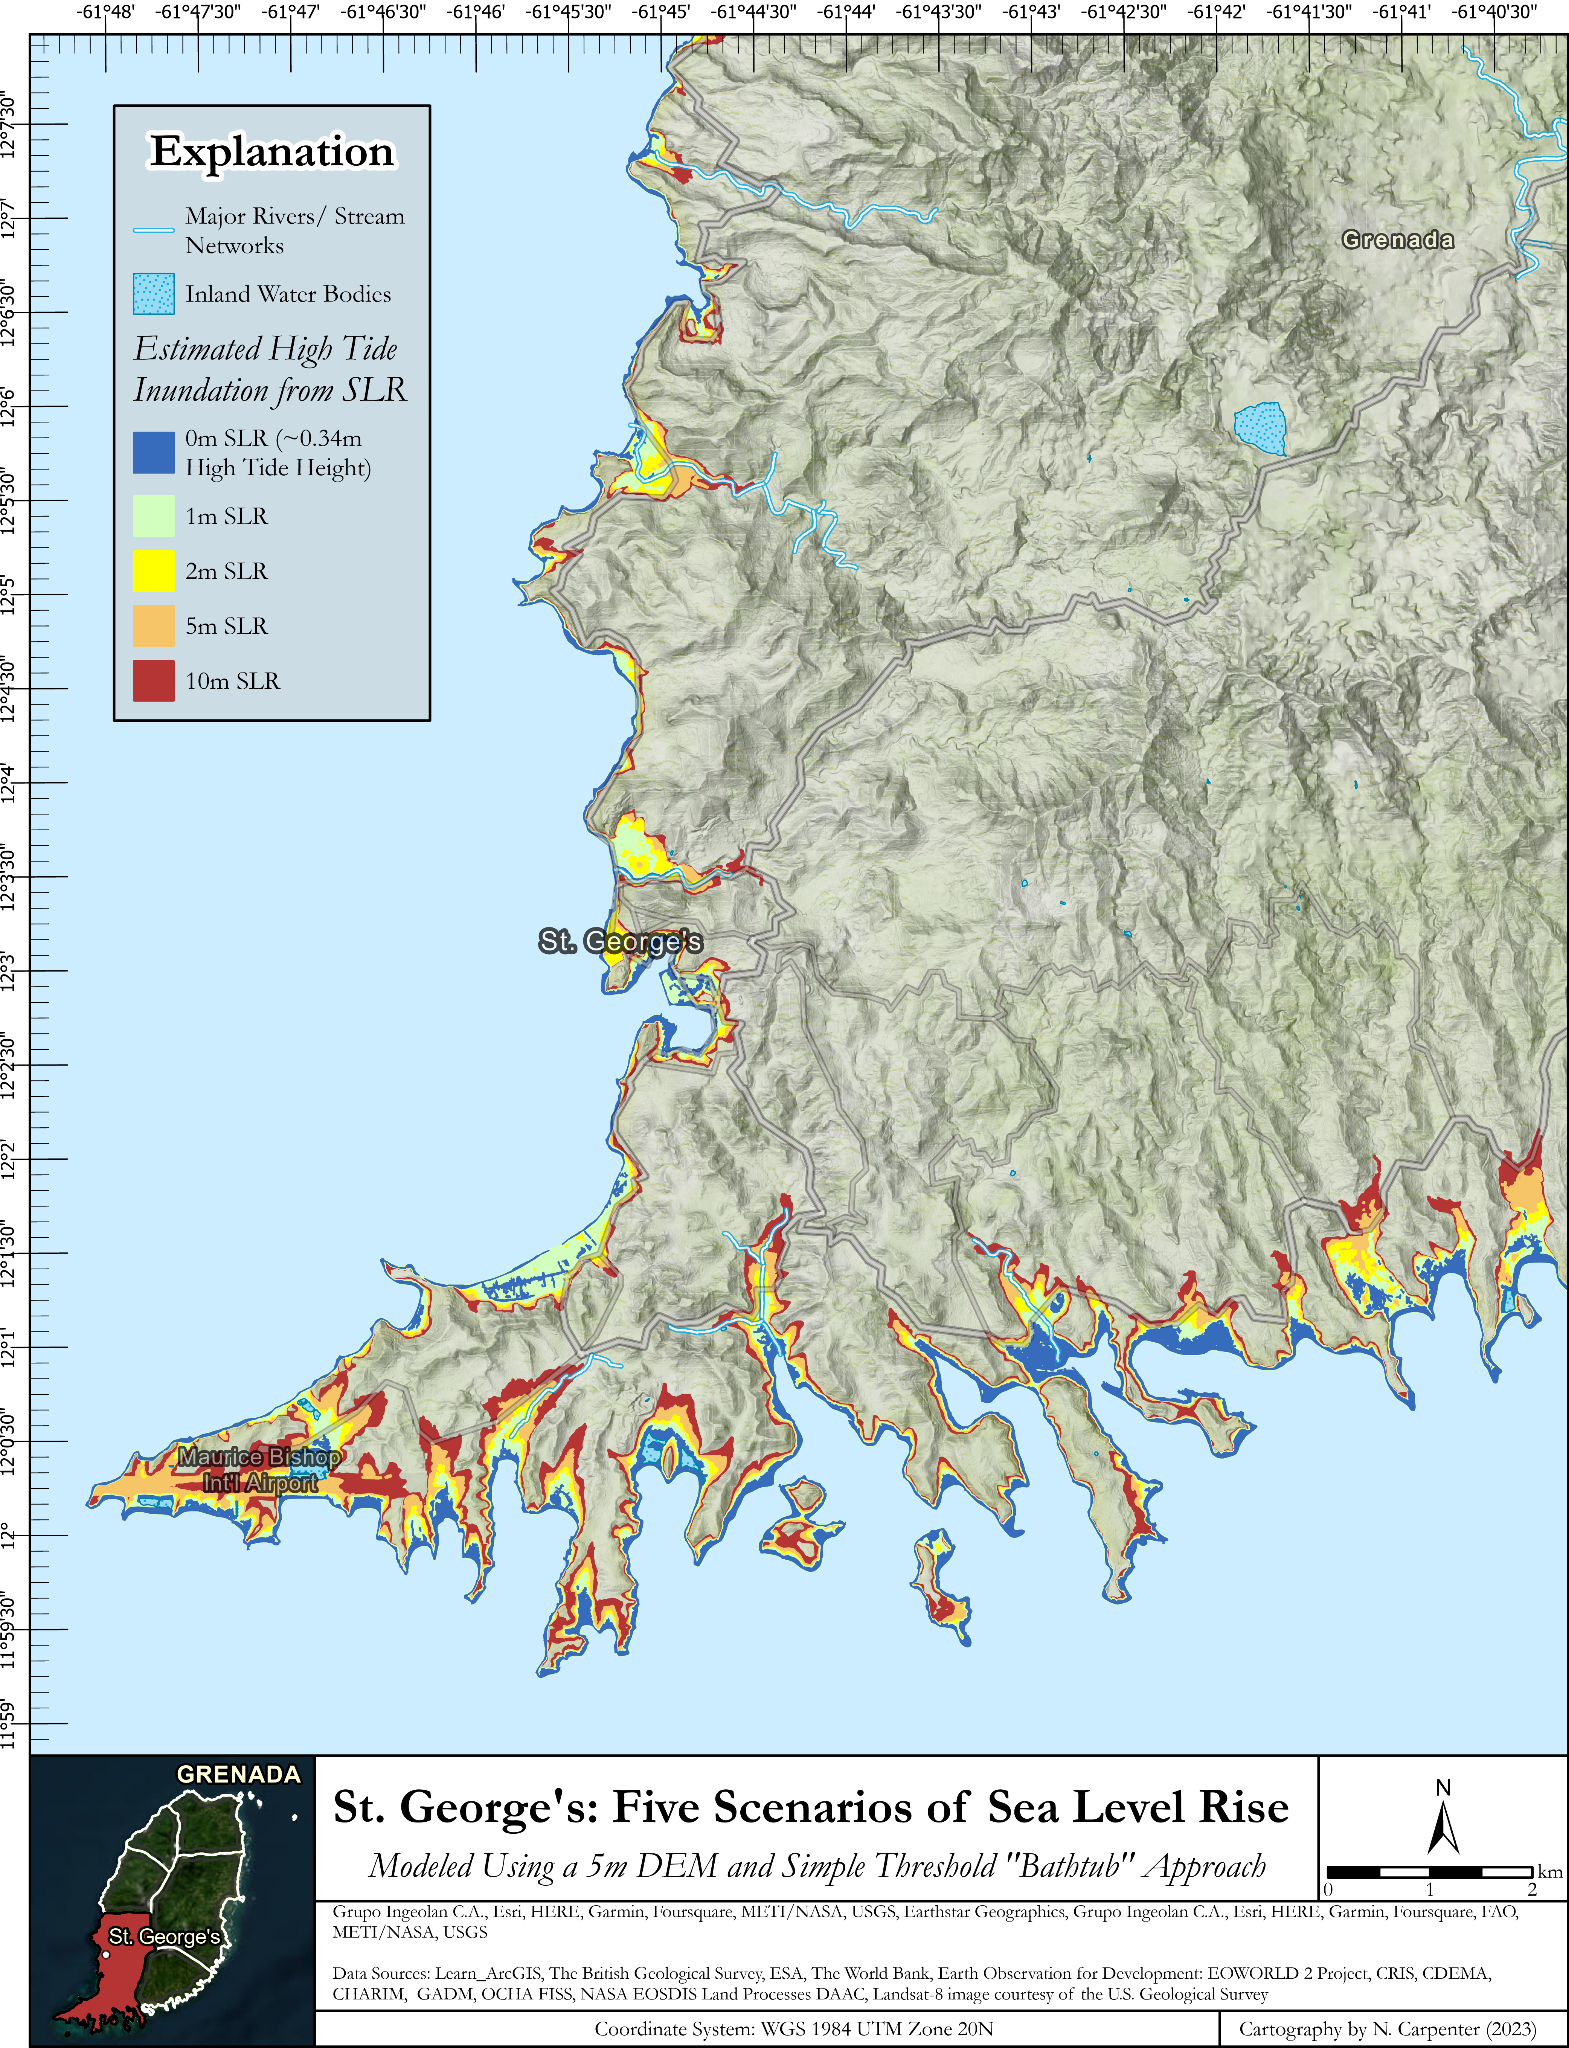 -61°48' -61°47'30" -61°47' -61°46'30" -61°46' -61°45'30" -61°45' -61°44'30" -61°44' -61°43'30" -61°43' -61°42'30" -61°42' -61°41'30" -61°41' -61°40'30"
12°7'30"
12°7'
12°6'30"
12°6'
12°5'30"
12°5'
12°4'30"
12°4'
12°3'30"
12°3'
12°2'30"
12°2'
12°1'30"
12°1'
12°0'30"
12°
11°59'30"
11°59'
Explanation
Major Rivers/ Stream
Networks
Inland Water Bodies
Estimated High Tide
Inundation from SLR
0m SLR (~0.34m
High Tide Height)
1m SLR
2m SLR
5m SLR
10m SLR
Grenada
St. George's
Maurice Bishop
Int'l Airport
GRENADA
St. George's
St. George's: Five Scenarios of Sea Level Rise
Modeled Using a 5m DEM and Simple Threshold "Bathtub" Approach
N
km
0 1 2
Grupo Ingeolan C.A., Esri, HERE, Garmin, Foursquare, METI/NASA, USGS, Earthstar Geographics, Grupo Ingeolan C.A., Esri, HERE, Garmin, Foursquare, FAO,
METI/NASA, USGS
Data Sources: Learn_ArcGIS, The British Geological Survey, ESA, The World Bank, Earth Observation for Development: EOWORLD 2 Project, CRIS, CDEMA,
CHARIM, GADM, OCHA FISS, NASA EOSDIS Land Processes DAAC, Landsat-8 image courtesy of the U.S. Geological Survey
Coordinate System: WGS 1984 UTM Zone 20N
Cartography by N. Carpenter (2023)